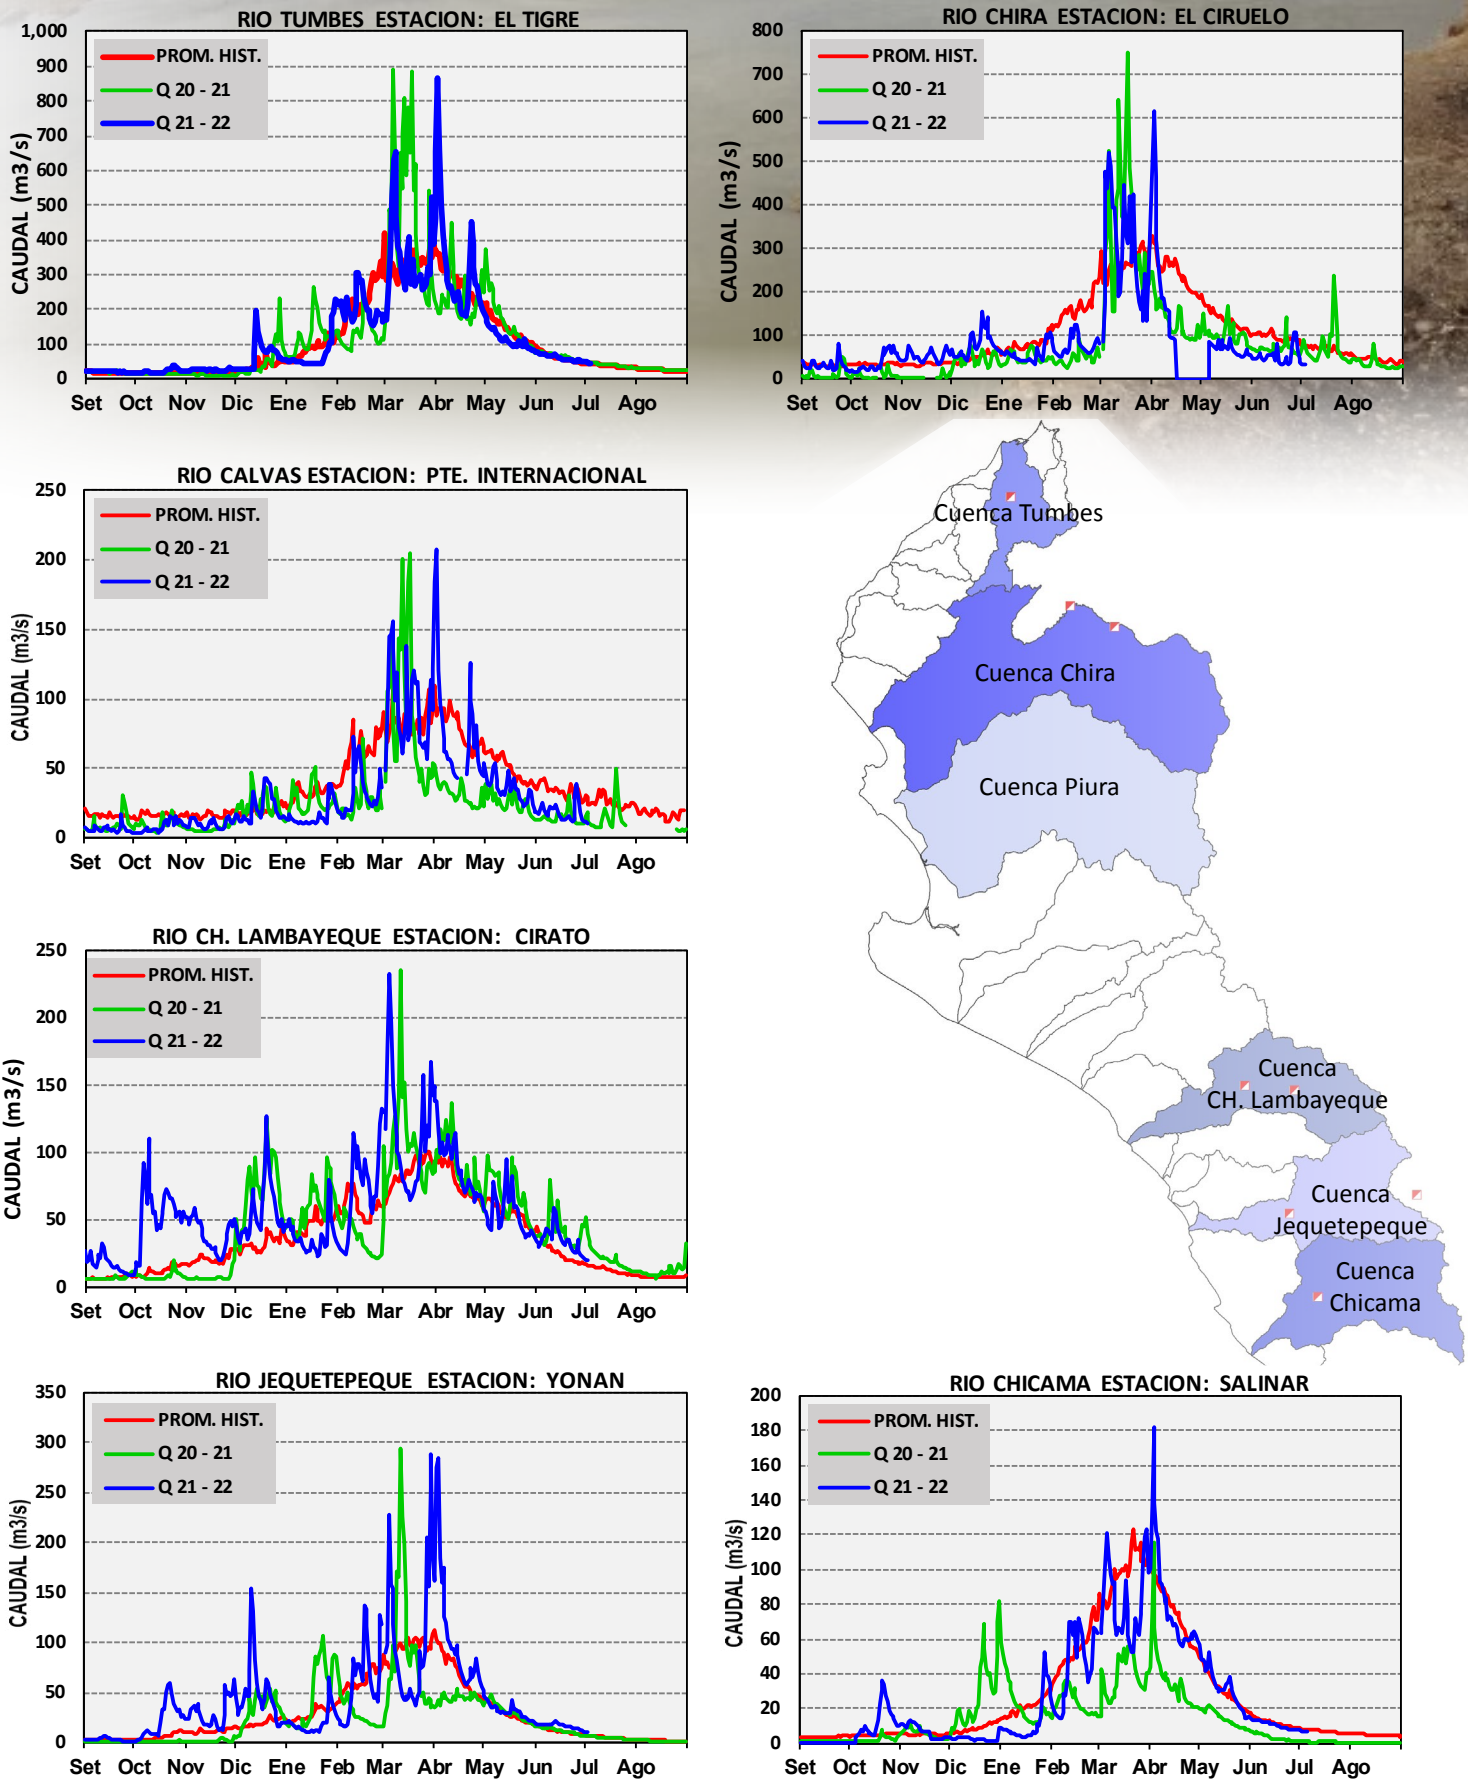 RIO TUMBES ESTACION: EL TIGRE
CAUDAL (m3/s)
1,000
900
800
700
600
500
400
300
200
100
0
PROM. HIST.
Q 20 - 21
Q 21 - 22
Set Oct Nov Dic Ene Feb Mar Abr May Jun Jul Ago
RIO CHIRA ESTACION: EL CIRUELO
CAUDAL (m3/s)
800
700
600
500
400
300
200
100
0
PROM. HIST.
Q 20 - 21
Q 21 - 22
Set Oct Nov Dic Ene Feb Mar Abr May Jun Jul Ago
RIO CALVAS ESTACION: PTE. INTERNACIONAL
CAUDAL (m3/s)
250
200
150
100
50
0
PROM. HIST.
Q 20 - 21
Q 21 - 22
Set Oct Nov Dic Ene Feb Mar Abr May Jun Jul Ago
Cuenca Tumbes
Cuenca Chira
Cuenca Piura
Cuenca
CH. Lambayeque
Cuenca
Jequetepeque
Cuenca
Chicama
RIO CH. LAMBAYEQUE ESTACION: CIRATO
CAUDAL (m3/s)
250
200
150
100
50
0
PROM. HIST.
Q 20 - 21
Q 21 - 22
Set Oct Nov Dic Ene Feb Mar Abr May Jun Jul Ago
RIO JEQUETEPEQUE ESTACION: YONAN
CAUDAL (m3/s)
350
300
250
200
150
100
50
0
PROM. HIST.
Q 20 - 21
Q 21 - 22
Set Oct Nov Dic Ene Feb Mar Abr May Jun Jul Ago
RIO CHICAMA ESTACION: SALINAR
CAUDAL (m3/s)
200
180
160
140
120
100
80
60
40
20
0
PROM. HIST.
Q 20 - 21
Q 21 - 22
Set Oct Nov Dic Ene Feb Mar Abr May Jun Jul Ago